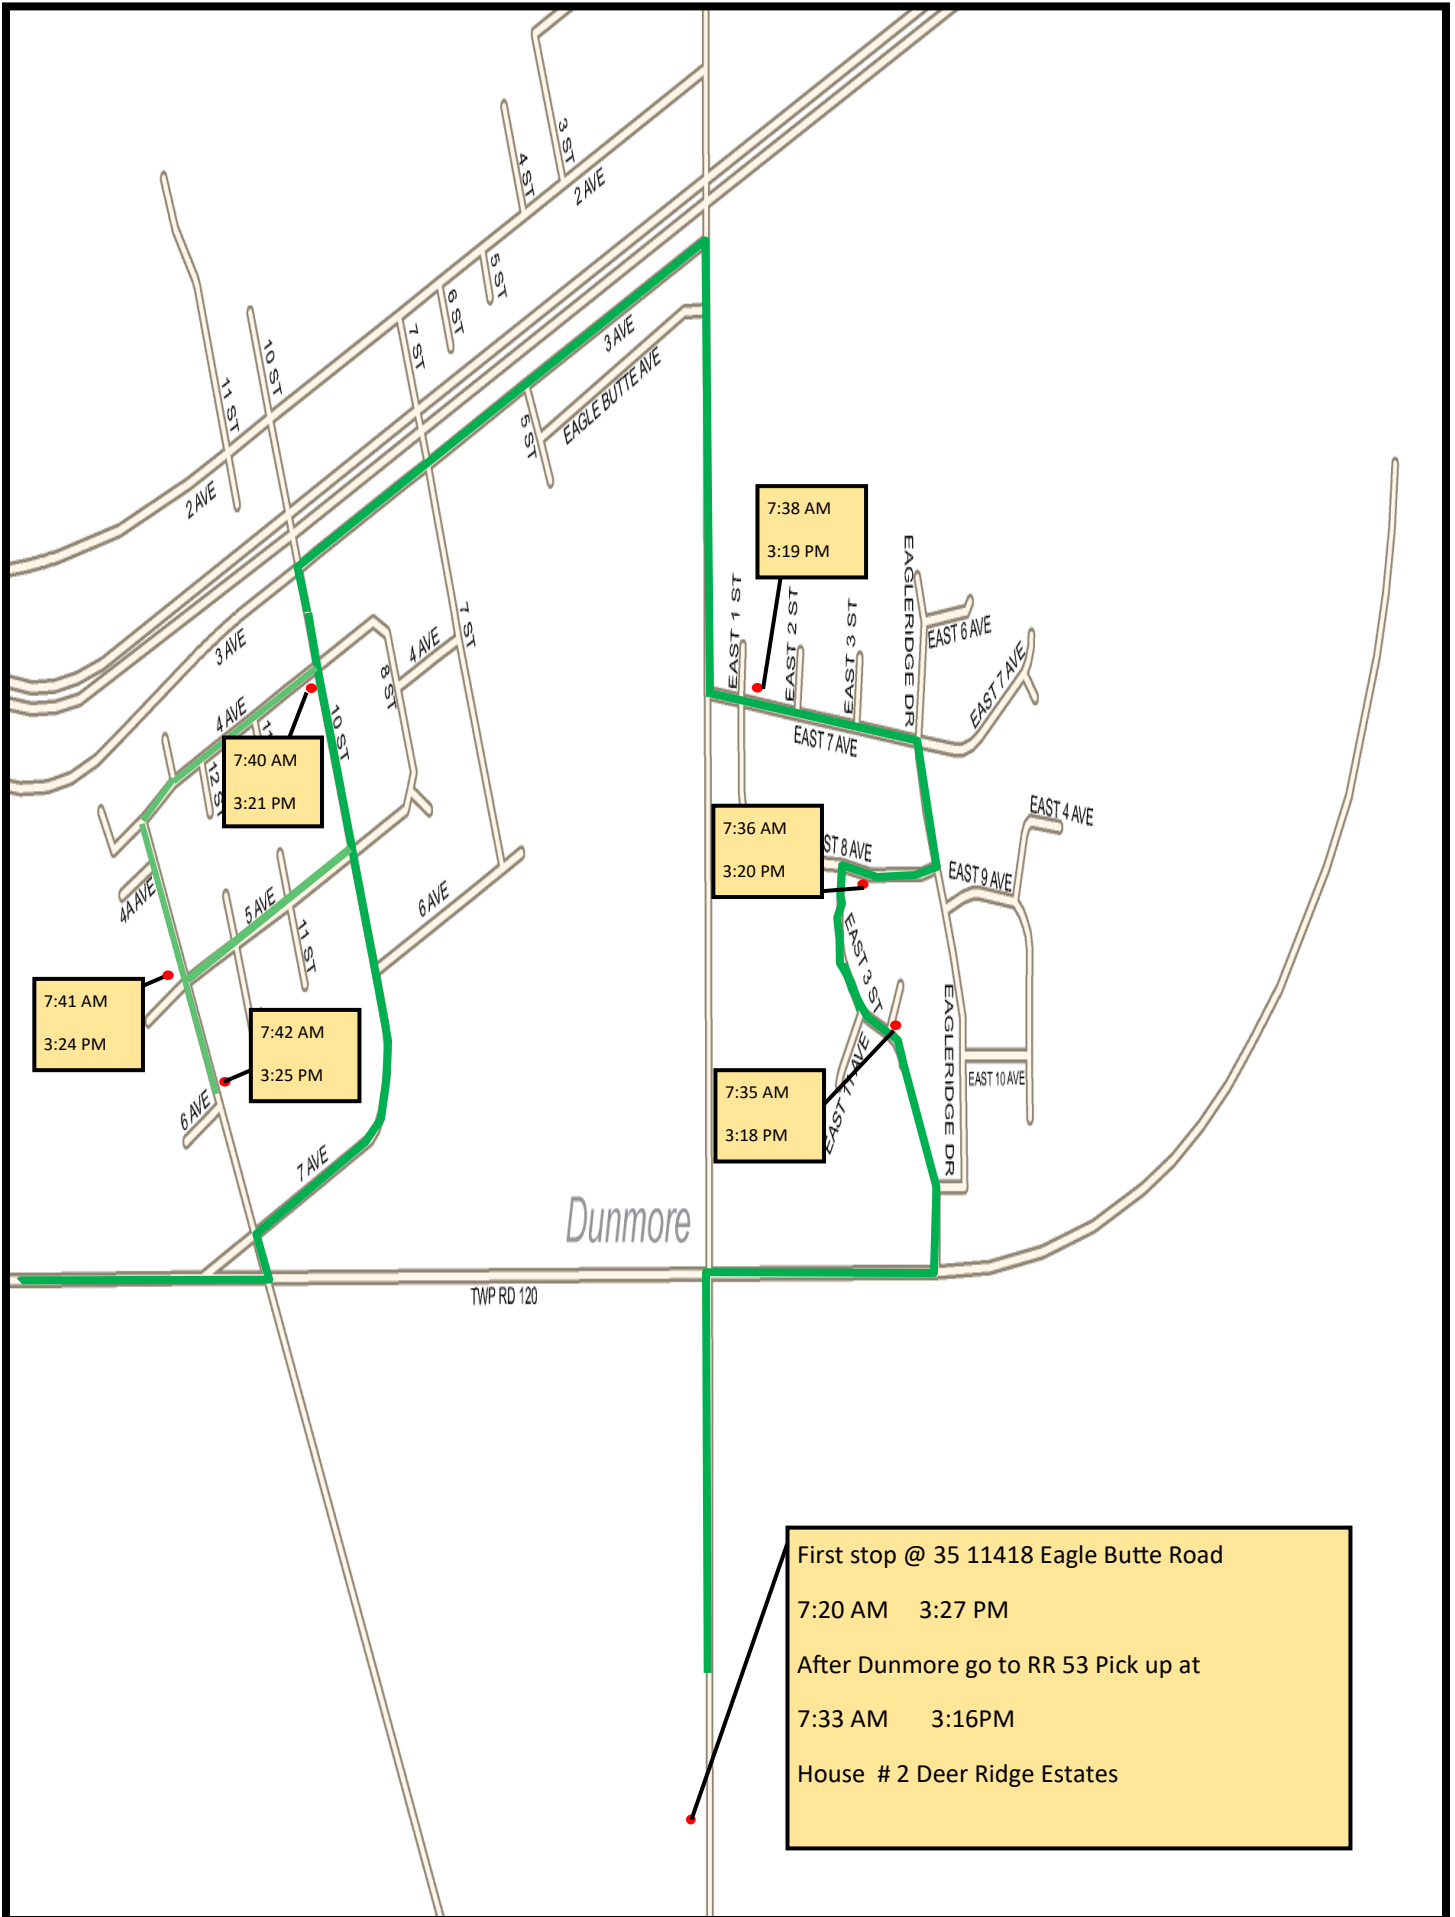 3 ST
4 ST
2 AVE
5 ST
6 ST
7 ST
3 AVE
10 ST
EAGLE BUTTE AVE
11 ST
5 ST
2 AVE
7:38 AM
3:19 PM
EAGLERIDGE DR
EAST 1 ST
EAST 2 ST
EAST 3 ST
EAST 6 AVE
7 ST
4 AVE
3 AVE
8 ST
EAST 7 AVE
4 AVE
10 ST
11
EAST 7 AVE
7:40 AM
3:21 PM
12 S
7:36 AM
3:20 PM
ST 8 AVE
EAST 4 AVE
EAST 9 AVE
4A AVE
5 AVE
6 AVE
11 ST
EAST 3 ST
7:41 AM
3:24 PM
7:42 AM
3:25 PM
EAGLERIDGE DR
EAST 10 AVE
7:35 AM
3:18 PM
6 AVE
7 AVE
Dunmore
TWP RD 120
First stop @ 35 11418 Eagle Butte Road
7:20 AM 3:27 PM
After Dunmore go to RR 53 Pick up at
7:33 AM 3:16PM
House # 2 Deer Ridge Estates